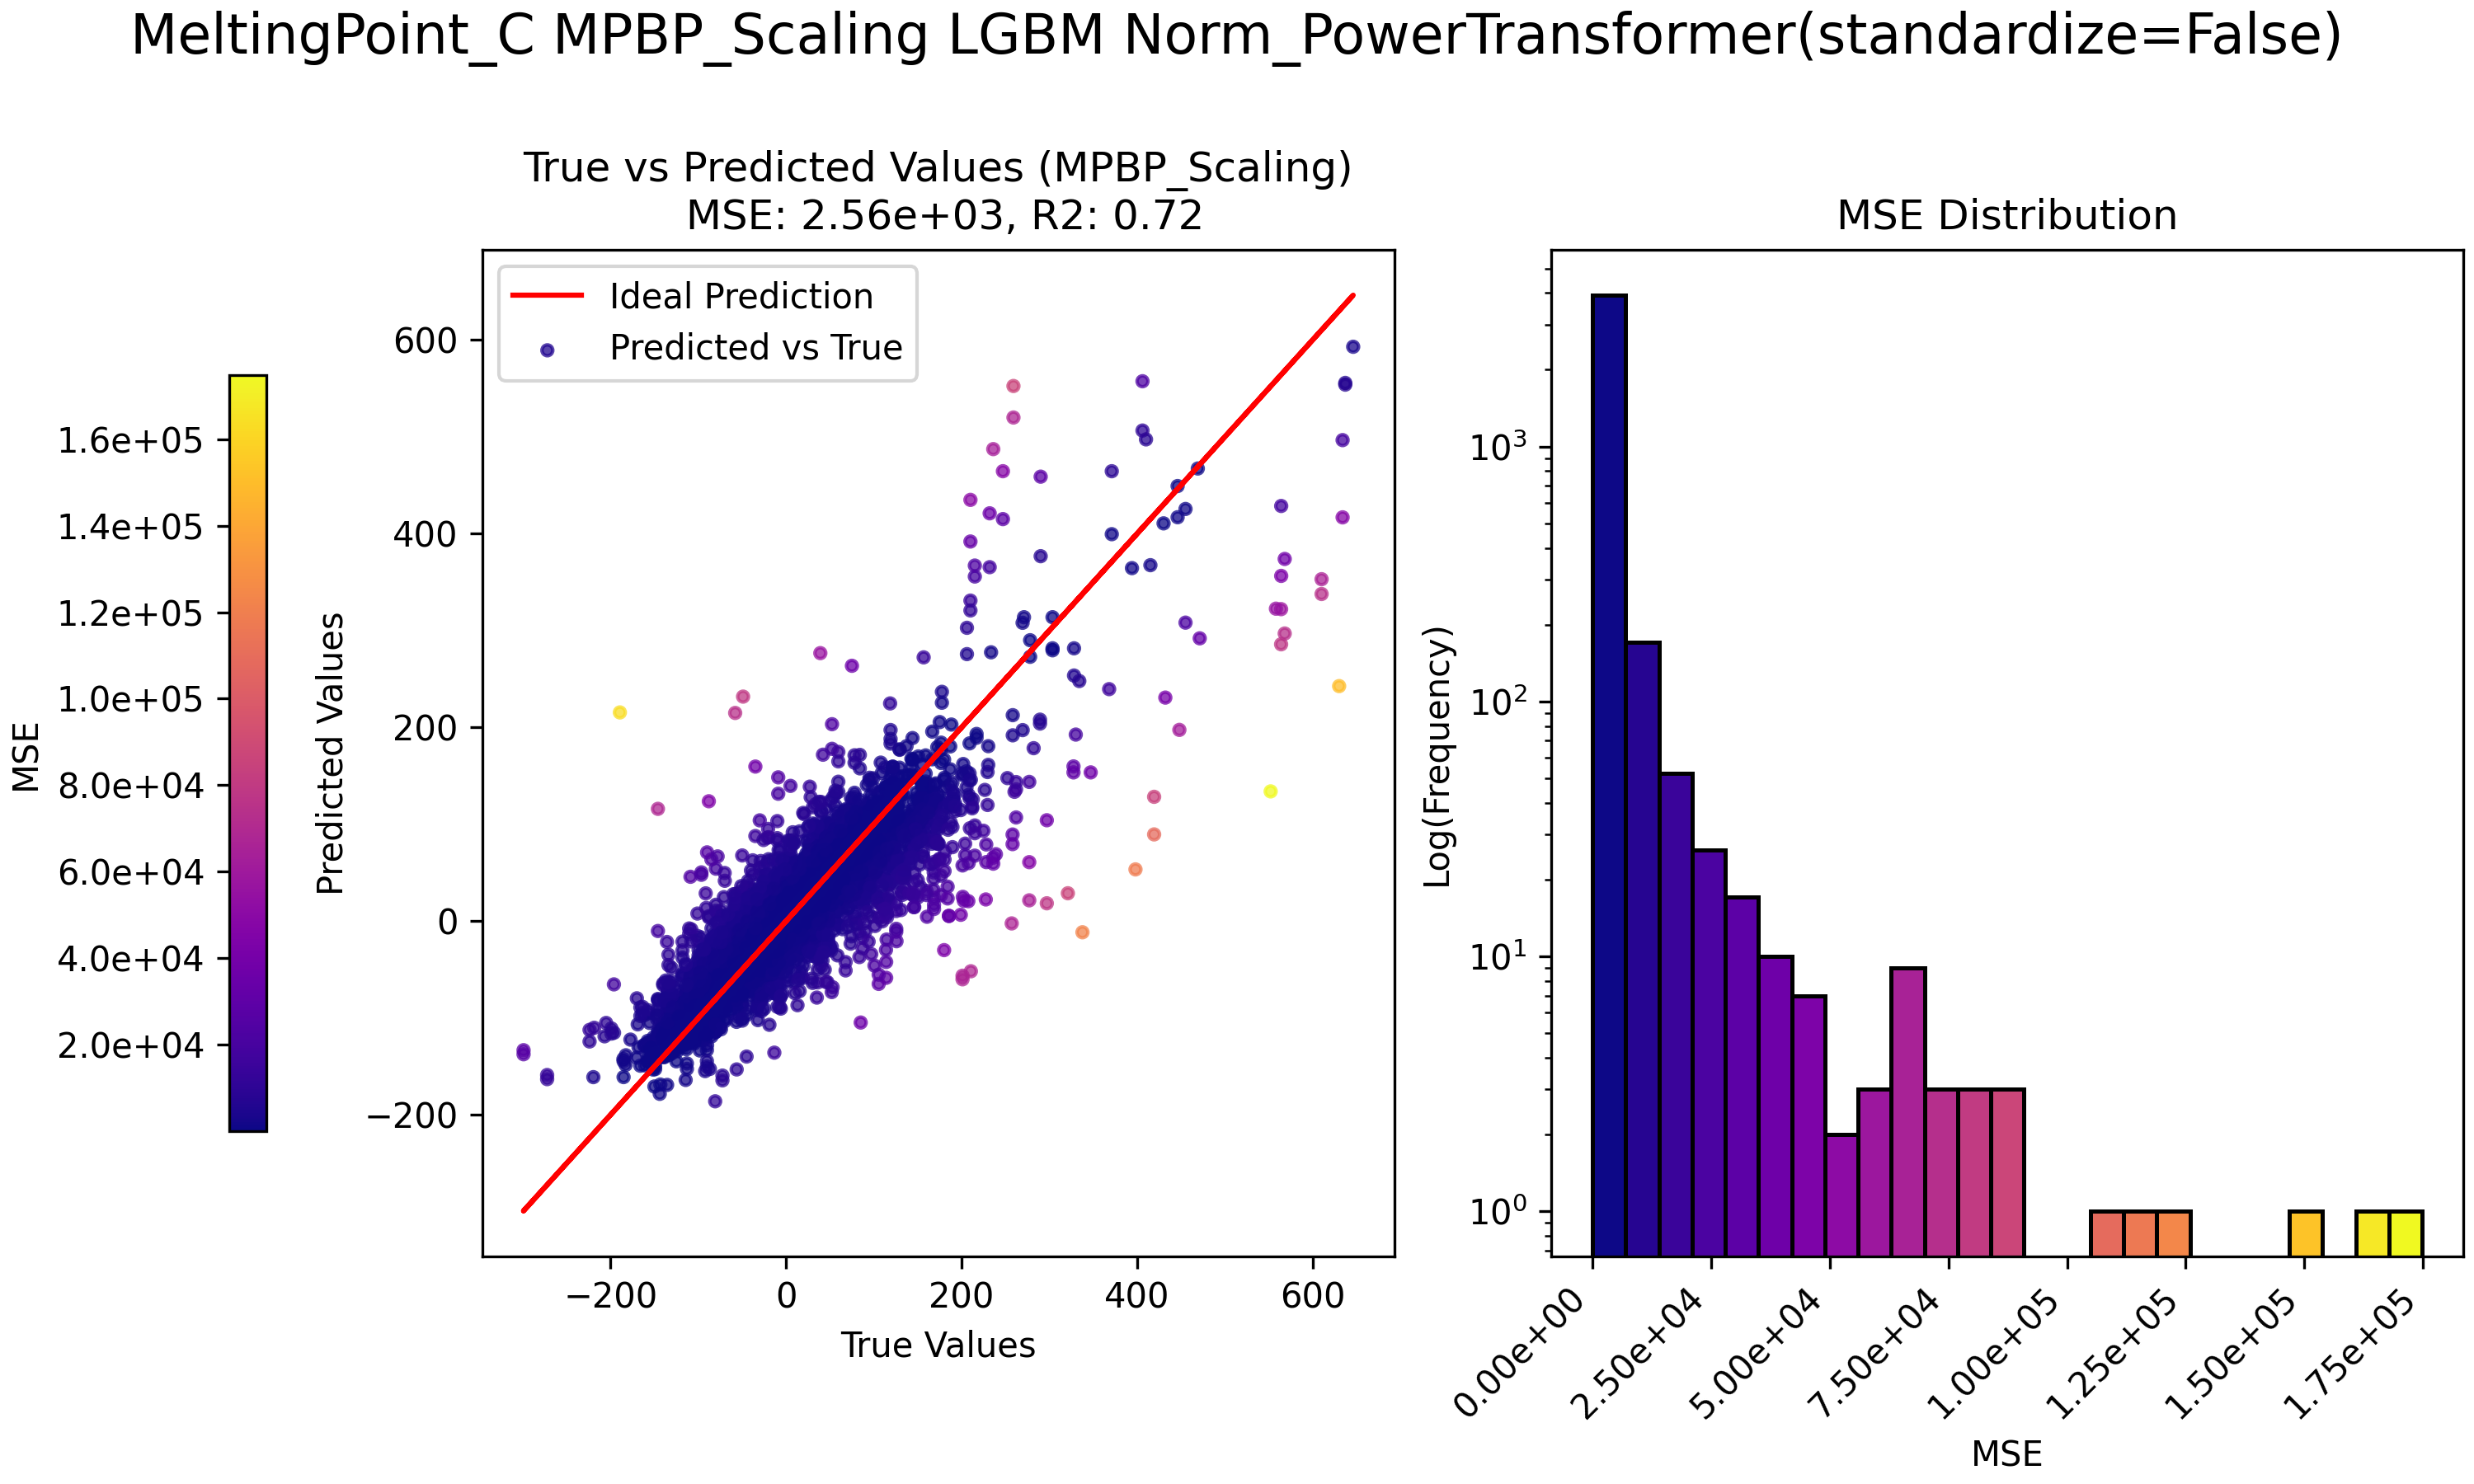 MeltingPoint_C MPBP_Scaling LGBM Norm_PowerTransformer(standardize=False)
MSE
1.6e+05
1.4e+05
1.2e+05
1.0e+05
8.0e+04
6.0e+04
4.0e+04
2.0e+04
True vs Predicted Values (MPBP_Scaling)
MSE: 2.56e+03, R2: 0.72
Ideal Prediction
Predicted vs True
Predicted Values
600
400
200
0
−200
−200
0
200
400
600
True Values
MSE Distribution
Log(Frequency)
10³
10²
10¹
10⁰
0.00e+00
2.50e+04
5.00e+04
7.50e+04
1.00e+05
1.25e+05
1.50e+05
1.75e+05
MSE